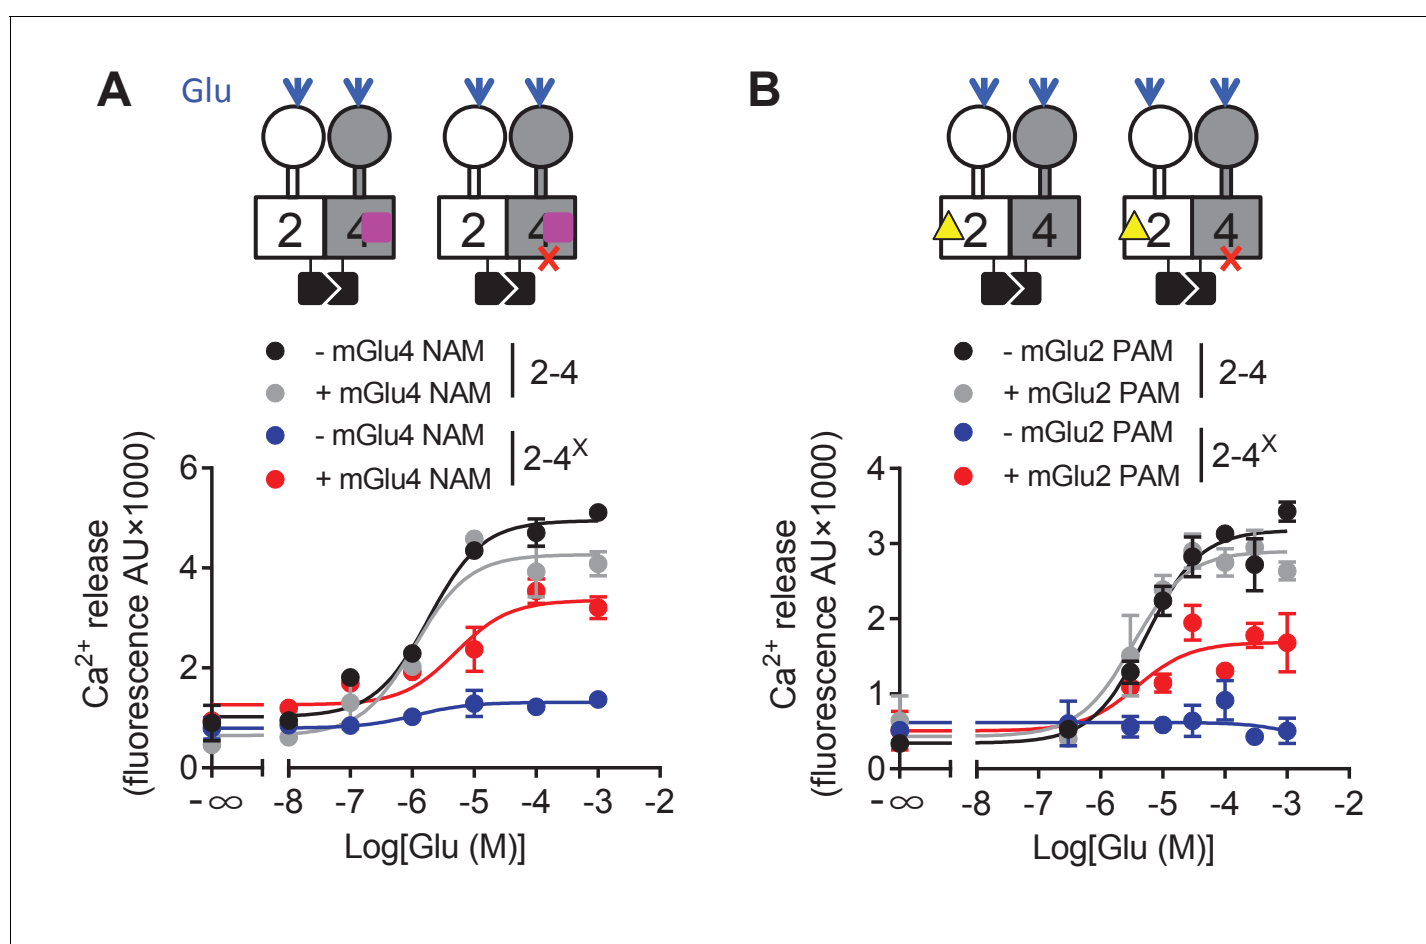 A
Glu
2 4
2 4
- mGlu4 NAM
+ mGlu4 NAM
2-4
- mGlu4 NAM
+ mGlu4 NAM
2-4X
Ca2+ release
(fluorescence AU×1000)
6
4
2
0
-∞ -8 -7 -6 -5 -4 -3 -2
Log[Glu (M)]
B
2 4
2 4
- mGlu2 PAM
+ mGlu2 PAM
2-4
- mGlu2 PAM
+ mGlu2 PAM
2-4X
Ca2+ release
(fluorescence AU×1000)
4
3
2
1
0
-∞ -8 -7 -6 -5 -4 -3 -2
Log[Glu (M)]